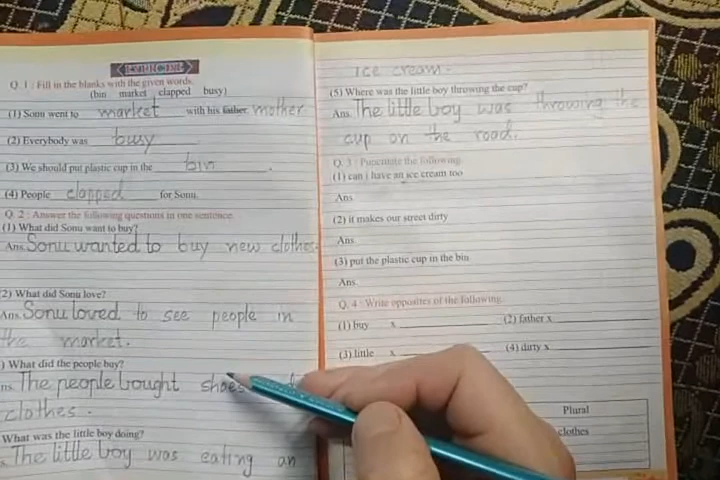 EXERCISE
Q. 1 : Fill in the blanks with the given words.
(bin market clapped busy)
(1) Sonu went to market with his father. mother
(2) Everybody was busy
(3) We should put plastic cup in the bin .
(4) People clapped for Sonu.
Q. 2 : Answer the following questions in one sentence.
(1) What did Sonu want to buy?
Ans. Sonu wanted to buy new clothes.
2) What did Sonu love?
Ans. Sonu loved to see people in
the market.
) What did the people buy?
ns. The people bought shoes
clothes .
What was the little boy doing?
s. The little boy was eating an
ice cream.
(5) Where was the little boy throwing the cup?
Ans. The little boy was throwing the
cup on the road.
Q. 3 : Punctuate the following.
(1) can i have an ice cream too
Ans.
(2) it makes our street dirty
Ans.
(3) put the plastic cup in the bin
Ans.
Q. 4 : Write opposites of the following.
(1) buy x (2) father x
(3) little x (4) dirty x
Plural
clothes